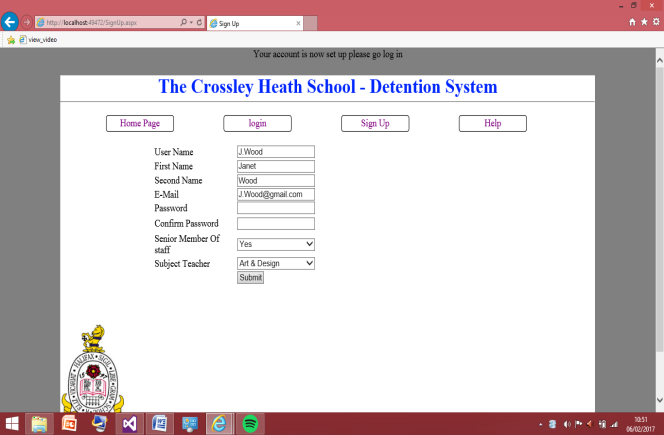 http://localhost:49472/SignUp.aspx
Sign Up
view_video
Your account is now set up please go log in
The Crossley Heath School - Detention System
Home Page
login
Sign Up
Help
User Name
J.Wood
First Name
Janet
Second Name
Wood
E-Mail
J.Wood@gmail.com
Password
Confirm Password
Senior Member Of
staff
Yes
Subject Teacher
Art & Design
Submit
10:51
06/02/2017